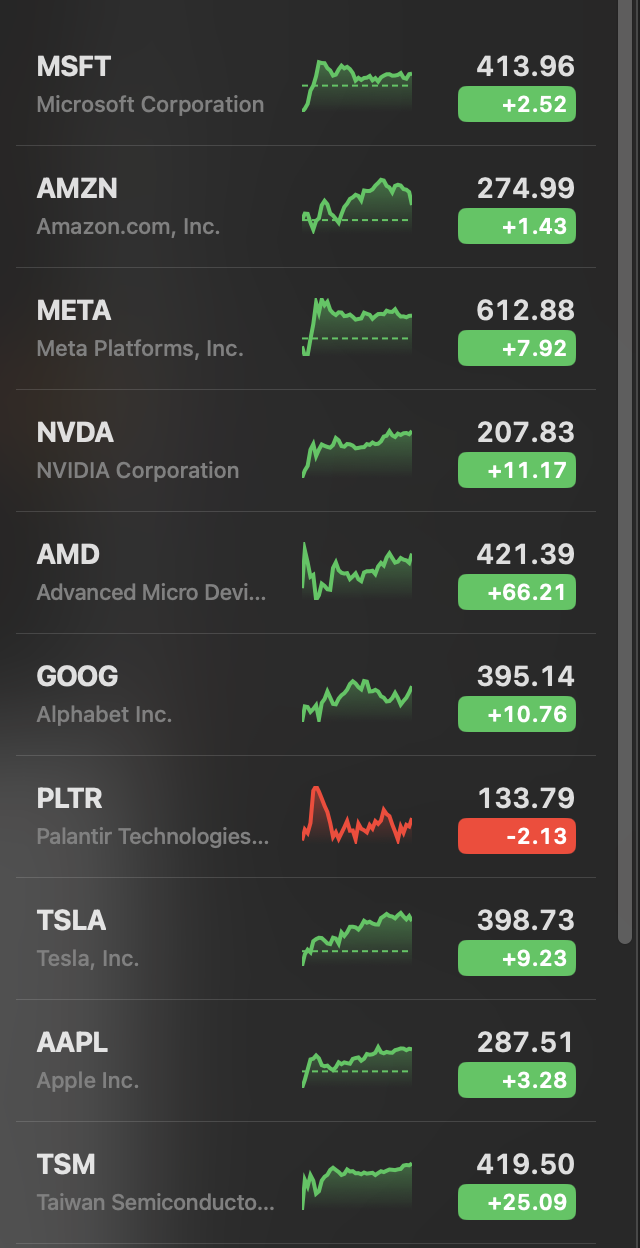 MSFT
413.96
Microsoft Corporation
+2.52
AMZN
274.99
Amazon.com, Inc.
+1.43
META
612.88
Meta Platforms, Inc.
+7.92
NVDA
207.83
NVIDIA Corporation
+11.17
AMD
421.39
Advanced Micro Devi...
+66.21
GOOG
395.14
Alphabet Inc.
+10.76
PLTR
133.79
Palantir Technologies...
-2.13
TSLA
398.73
Tesla, Inc.
+9.23
AAPL
287.51
Apple Inc.
+3.28
TSM
419.50
Taiwan Semiconducto...
+25.09